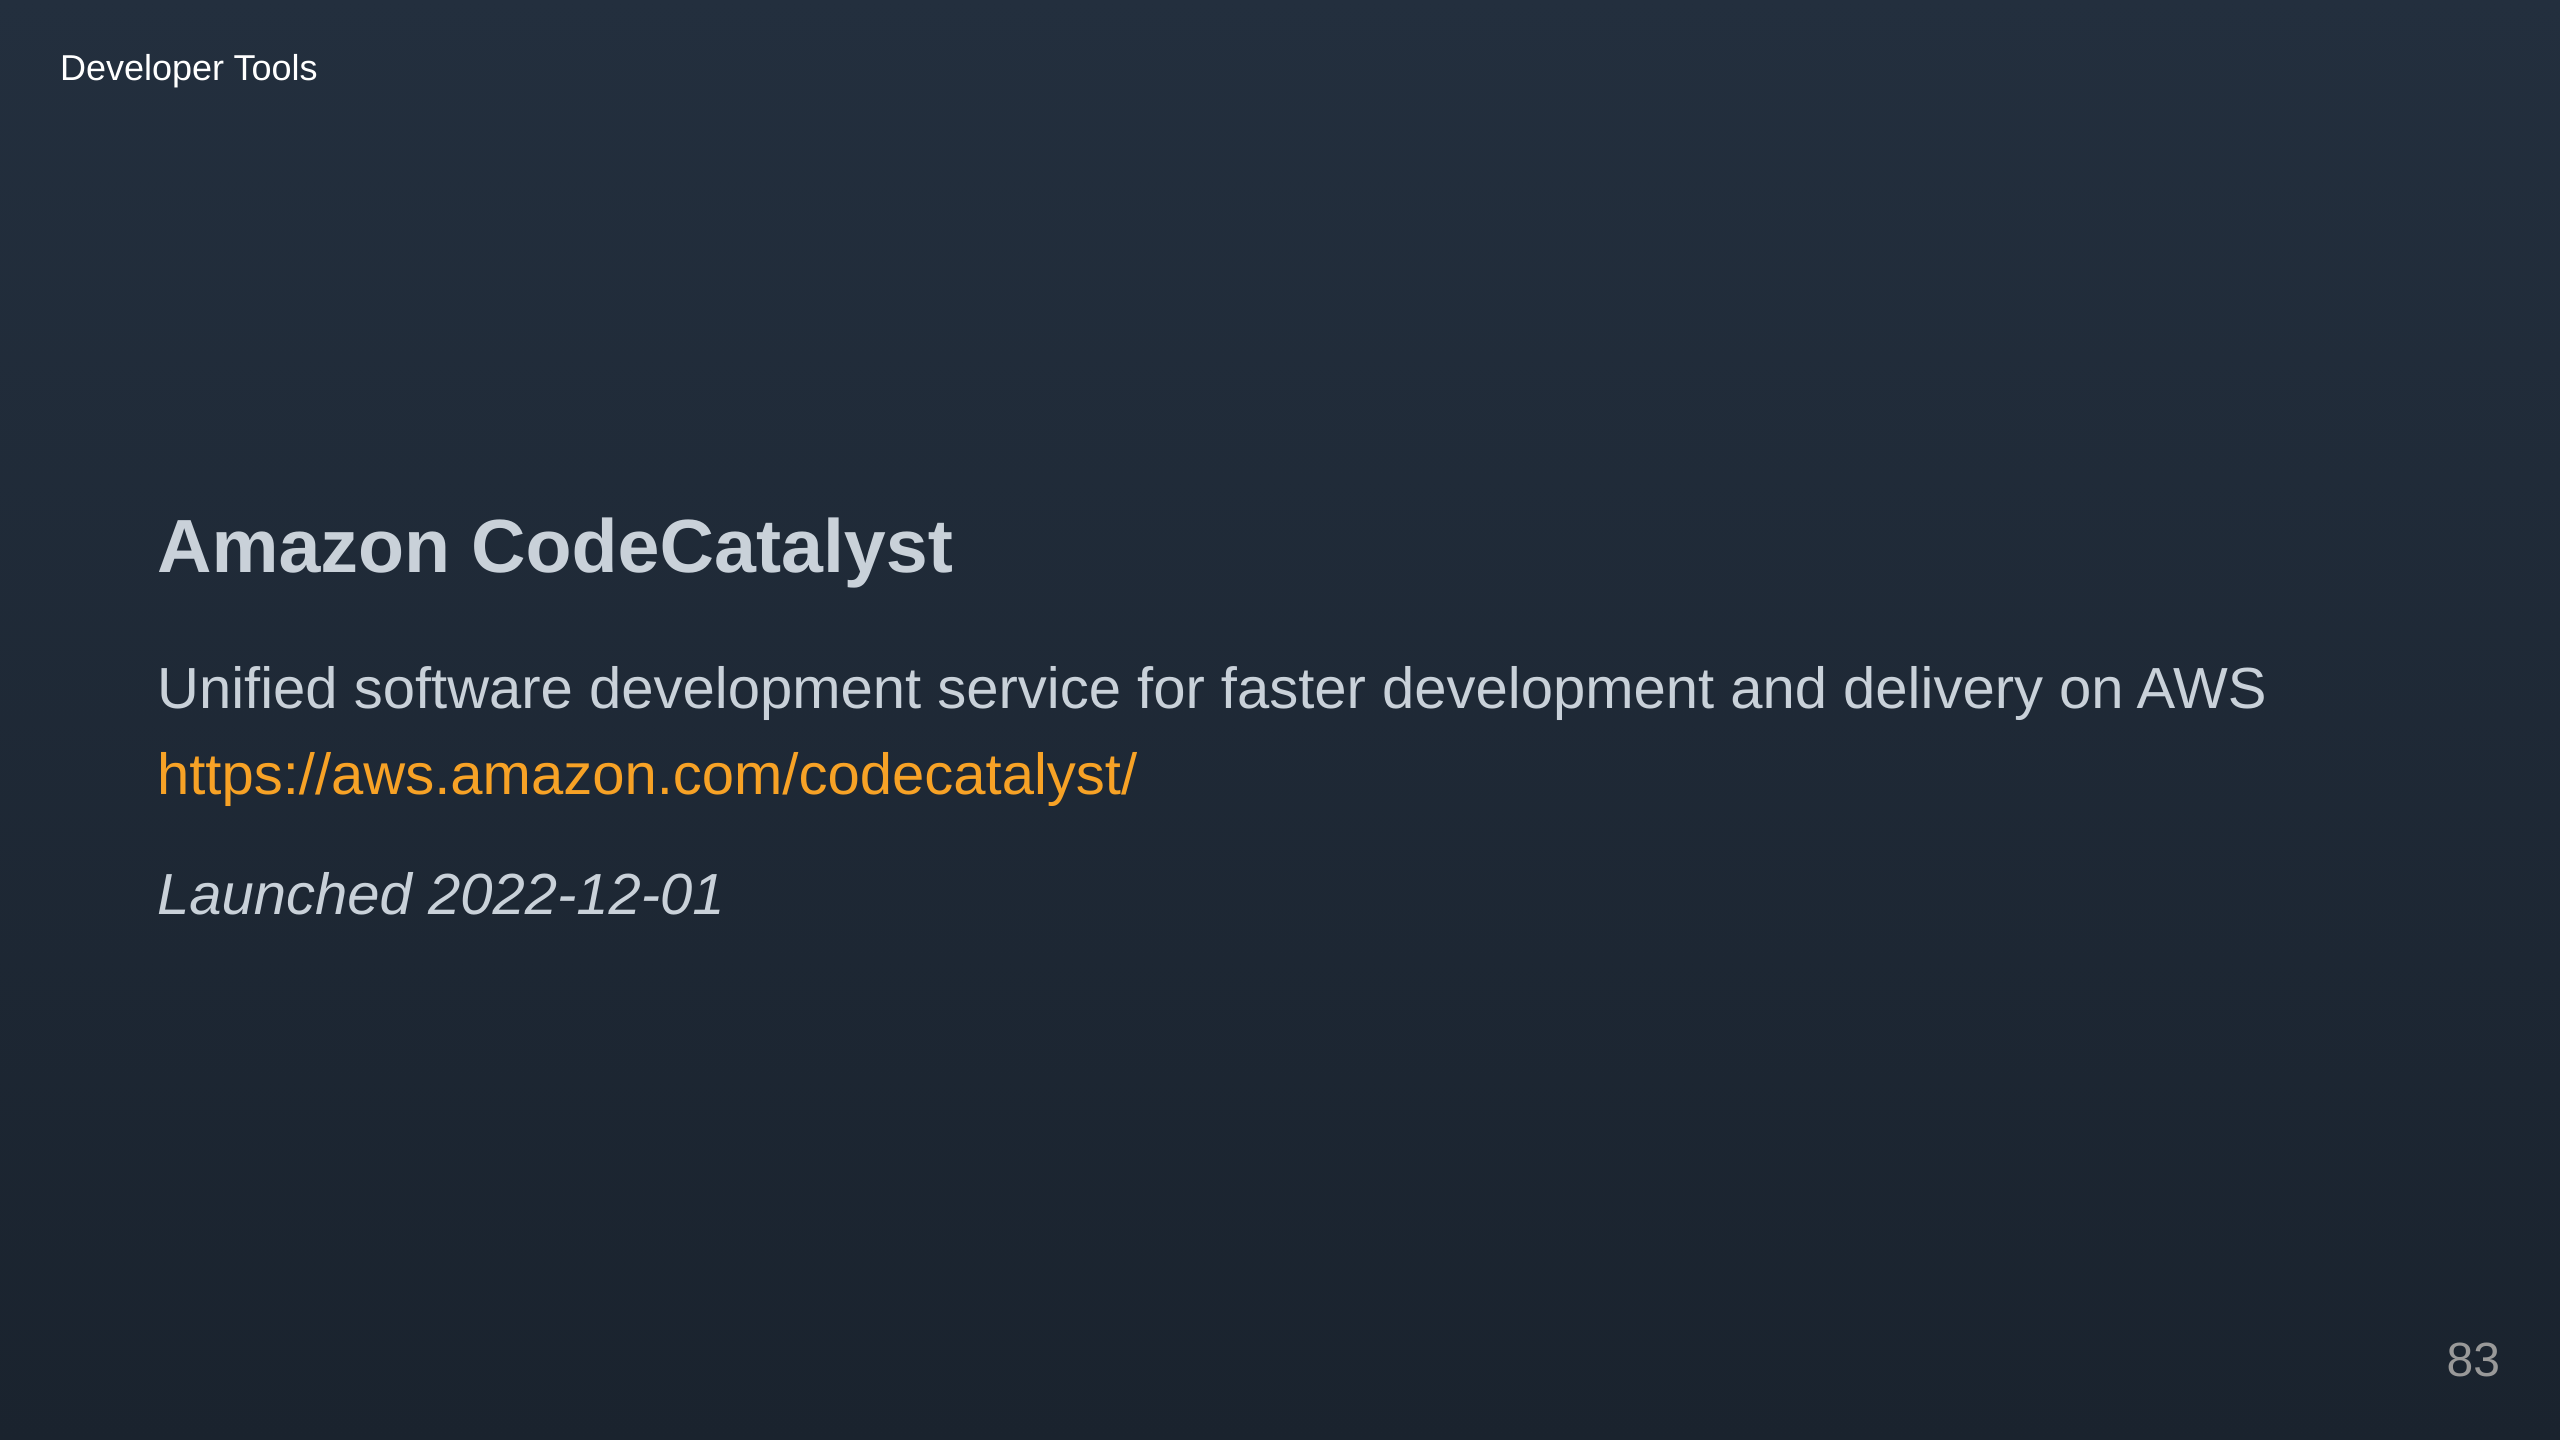 Developer Tools
Amazon CodeCatalyst
Unified software development service for faster development and delivery on AWS
https://aws.amazon.com/codecatalyst/
Launched 2022-12-01
83